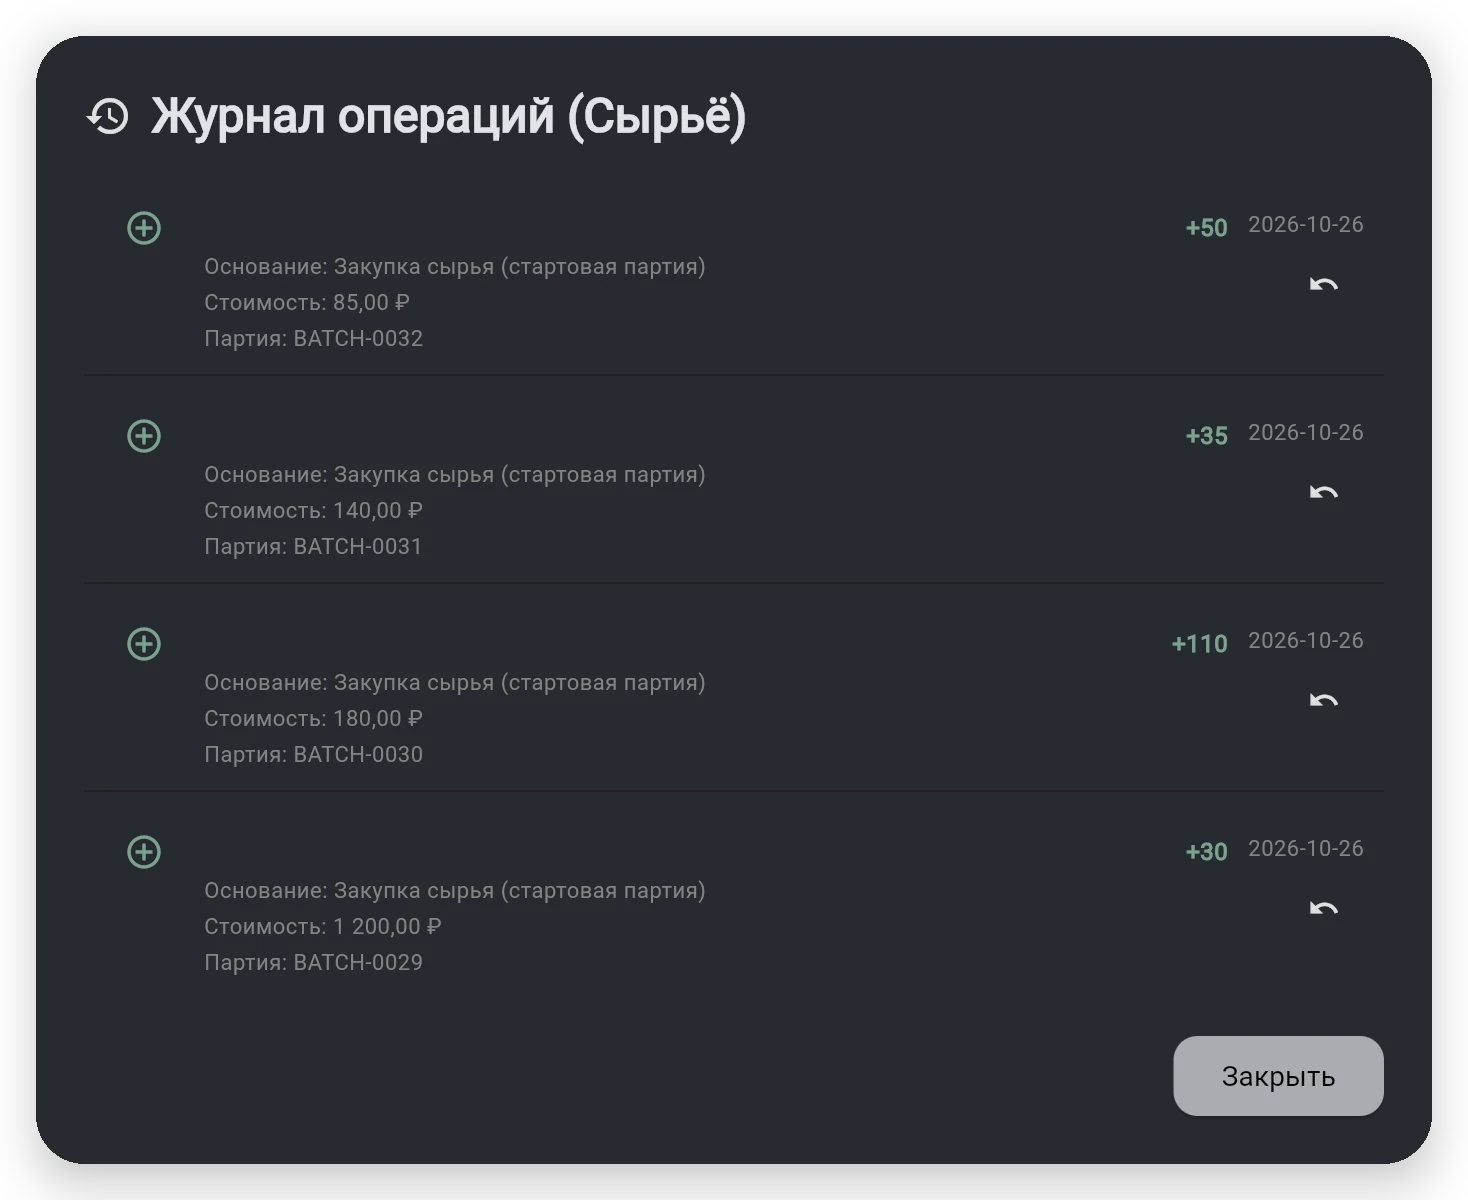 Журнал операций (Сырьё)
+50 2026-10-26
Основание: Закупка сырья (стартовая партия)
Стоимость: 85,00 ₽
Партия: BATCH-0032
+35 2026-10-26
Основание: Закупка сырья (стартовая партия)
Стоимость: 140,00 ₽
Партия: BATCH-0031
+110 2026-10-26
Основание: Закупка сырья (стартовая партия)
Стоимость: 180,00 ₽
Партия: BATCH-0030
+30 2026-10-26
Основание: Закупка сырья (стартовая партия)
Стоимость: 1 200,00 ₽
Партия: BATCH-0029
Закрыть